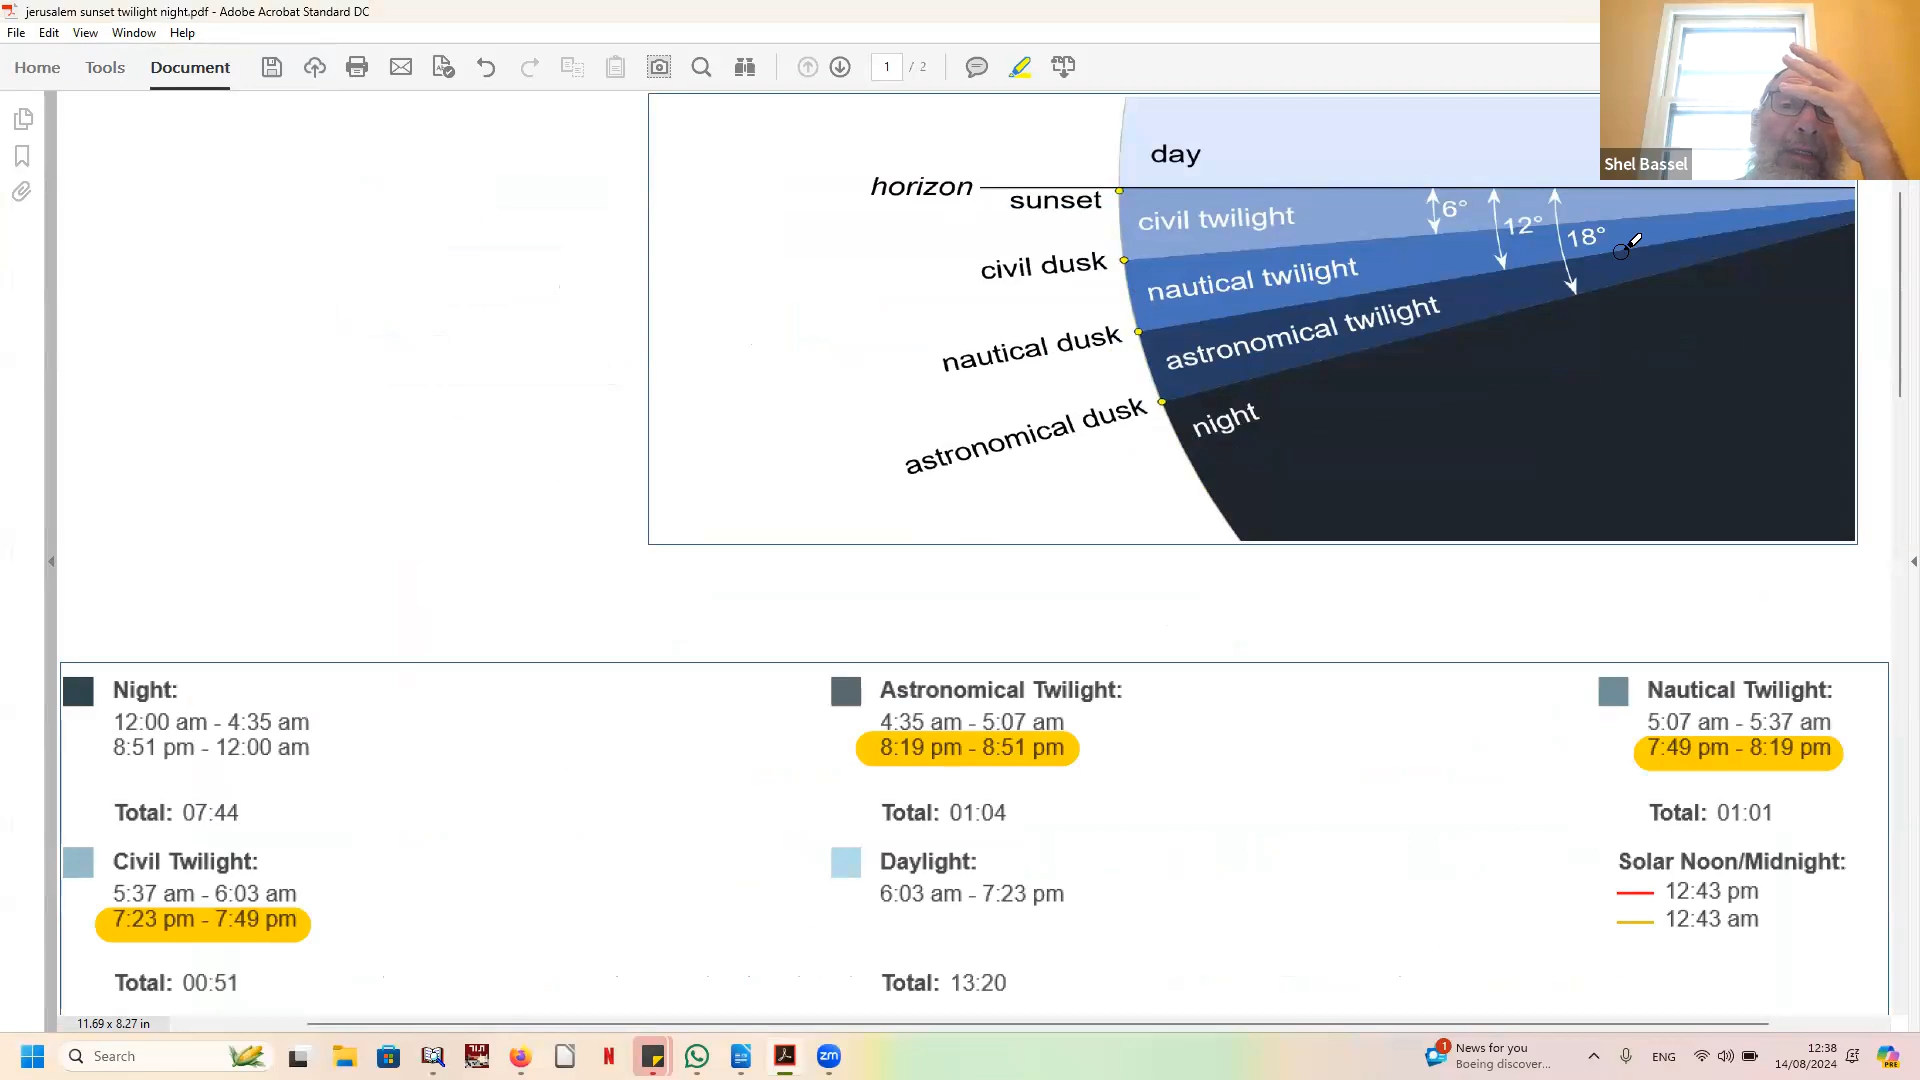 jerusalem sunset twilight night.pdf - Adobe Acrobat Standard DC
File Edit View Window Help
Home Tools Document
1 / 2
Shel Bassel
day
horizon
sunset
civil twilight
6°
12°
18°
civil dusk
nautical twilight
nautical dusk
astronomical twilight
astronomical dusk
night
Night:
12:00 am - 4:35 am
8:51 pm - 12:00 am
Total: 07:44
Astronomical Twilight:
4:35 am - 5:07 am
8:19 pm - 8:51 pm
Total: 01:04
Nautical Twilight:
5:07 am - 5:37 am
7:49 pm - 8:19 pm
Total: 01:01
Civil Twilight:
5:37 am - 6:03 am
7:23 pm - 7:49 pm
Total: 00:51
Daylight:
6:03 am - 7:23 pm
Total: 13:20
Solar Noon/Midnight:
12:43 pm
12:43 am
11.69 x 8.27 in
Search
N
zm
1
News for you
Boeing discover...
ENG
12:38
14/08/2024
PRE